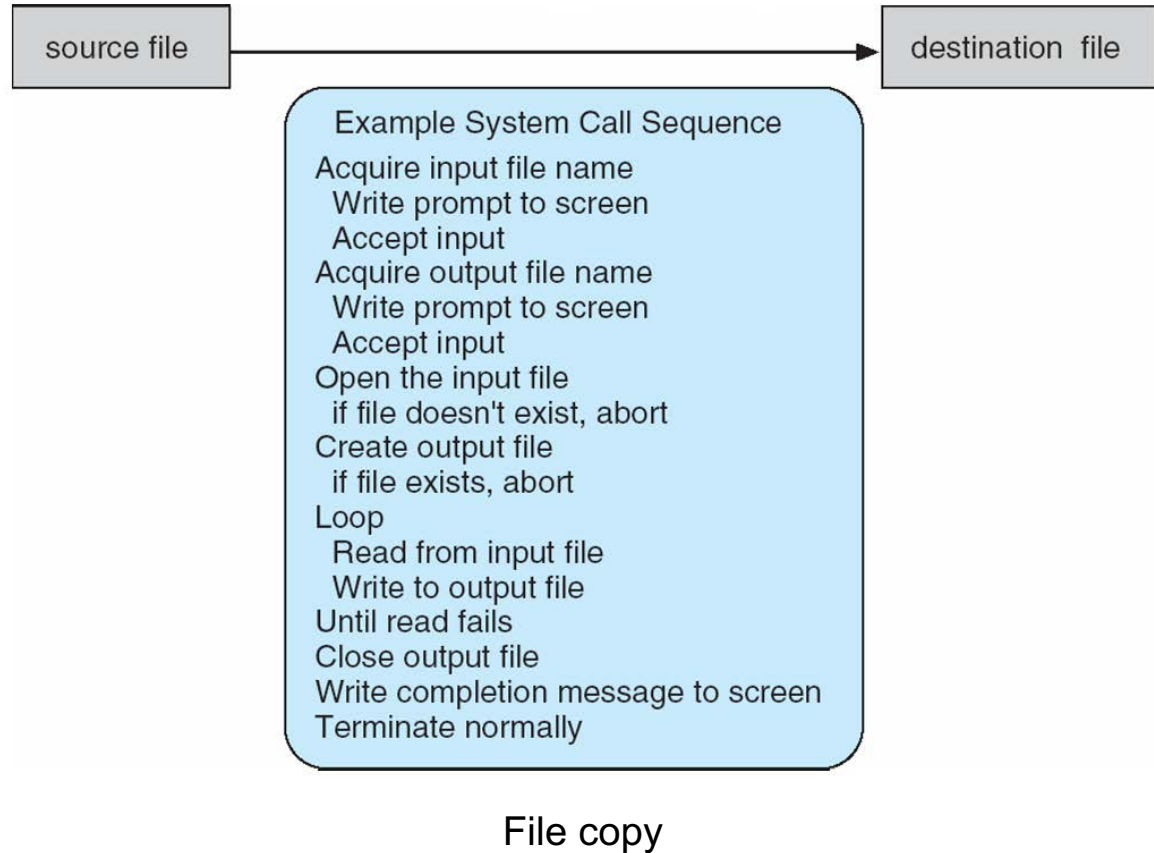 source file
destination file
Example System Call Sequence
Acquire input file name
Write prompt to screen
Accept input
Acquire output file name
Write prompt to screen
Accept input
Open the input file
if file doesn't exist, abort
Create output file
if file exists, abort
Loop
Read from input file
Write to output file
Until read fails
Close output file
Write completion message to screen
Terminate normally
File copy